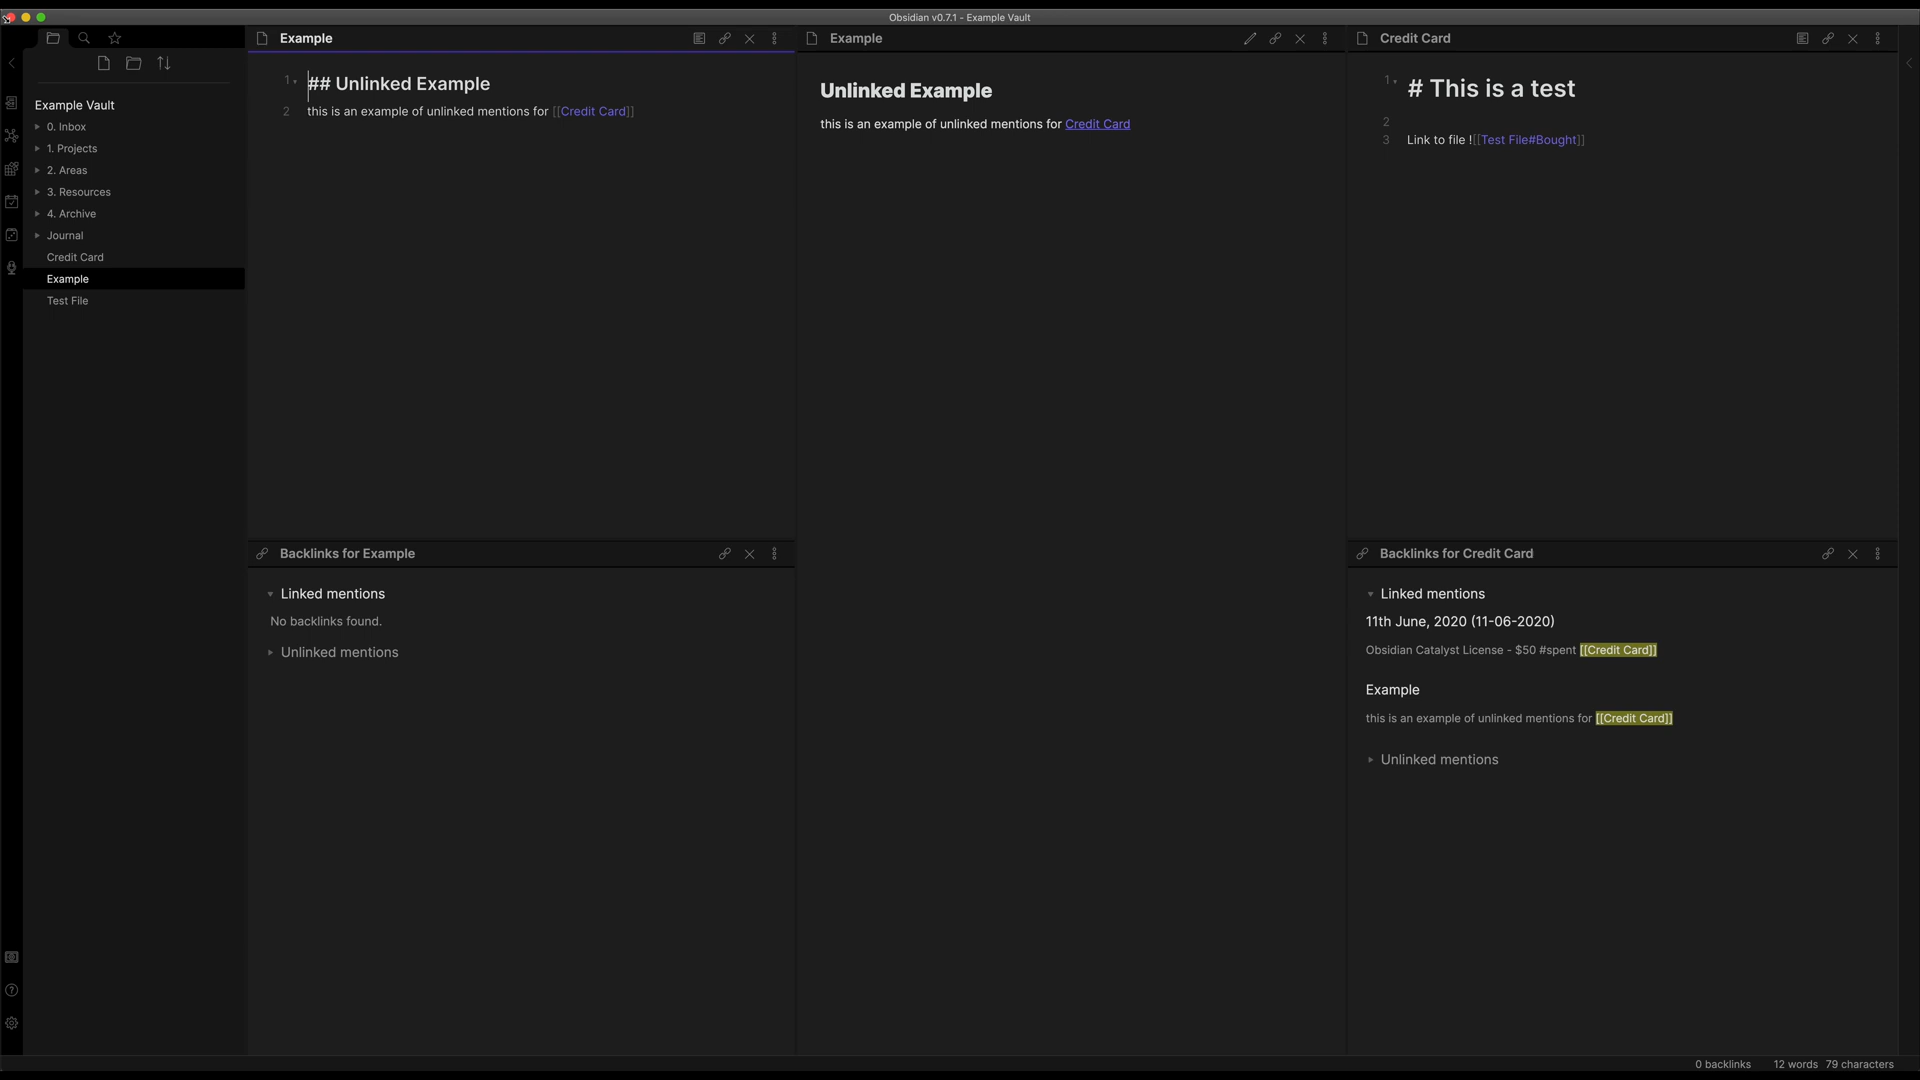 Obsidian v0.7.1 - Example Vault
Example Vault
0. Inbox
1. Projects
2. Areas
3. Resources
4. Archive
Journal
Credit Card
Example
Test File
Example
1
## Unlinked Example
2
this is an example of unlinked mentions for [[Credit Card]]
Backlinks for Example
Linked mentions
No backlinks found.
Unlinked mentions
Example
Unlinked Example
this is an example of unlinked mentions for Credit Card
Credit Card
1
# This is a test
2
3
Link to file ![[Test File#Bought]]
Backlinks for Credit Card
Linked mentions
11th June, 2020 (11-06-2020)
Obsidian Catalyst License - $50 #spent [[Credit Card]]
Example
this is an example of unlinked mentions for [[Credit Card]]
Unlinked mentions
0 backlinks 12 words 79 characters